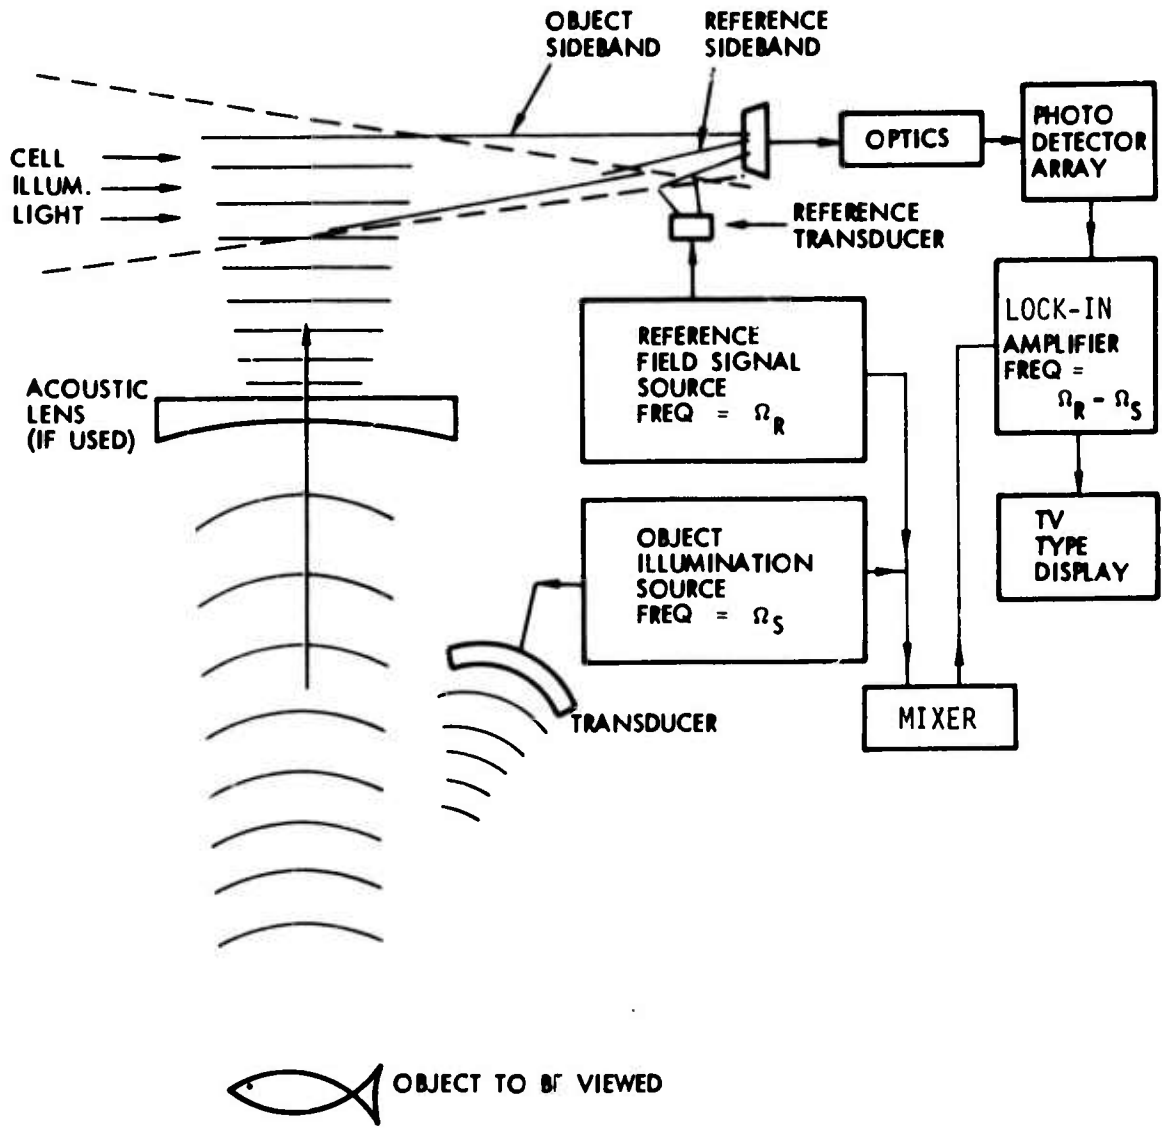 OBJECT
SIDEBAND
REFERENCE
SIDEBAND
CELL
ILLUM.
LIGHT
OPTICS
PHOTO
DETECTOR
ARRAY
REFERENCE
TRANSDUCER
REFERENCE
FIELD SIGNAL
SOURCE
FREQ = Ω_R
LOCK-IN
AMPLIFIER
FREQ =
Ω_R - Ω_S
ACOUSTIC
LENS
(IF USED)
OBJECT
ILLUMINATION
SOURCE
FREQ = Ω_S
TV
TYPE
DISPLAY
TRANSDUCER
MIXER
OBJECT TO BE VIEWED